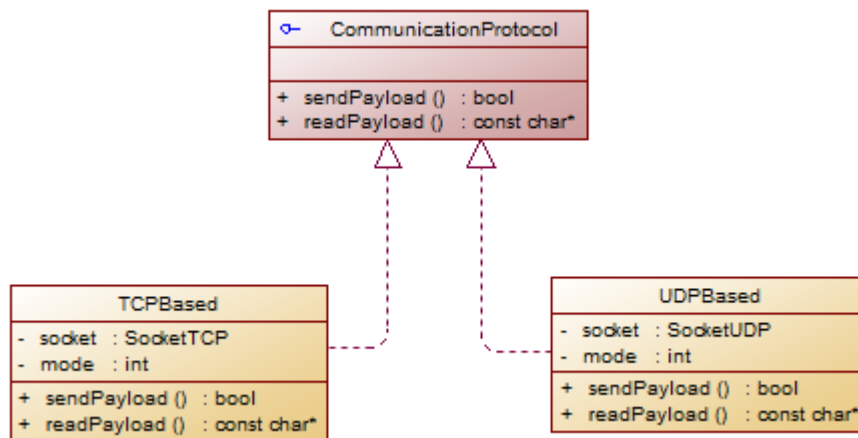 CommunicationProtocol
+ sendPayload () : bool
+ readPayload () : const char*
TCPBased
- socket : SocketTCP
- mode : int
+ sendPayload () : bool
+ readPayload () : const char*
UDPBased
- socket : SocketUDP
- mode : int
+ sendPayload () : bool
+ readPayload () : const char*